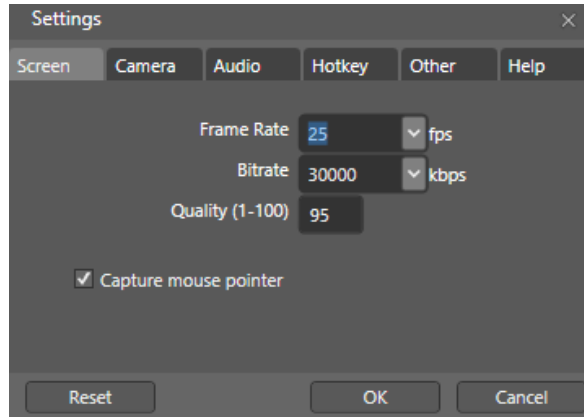 Settings
Screen Camera Audio Hotkey Other Help
Frame Rate 25 fps
Bitrate 30000 kbps
Quality (1-100) 95
Capture mouse pointer
Reset OK Cancel